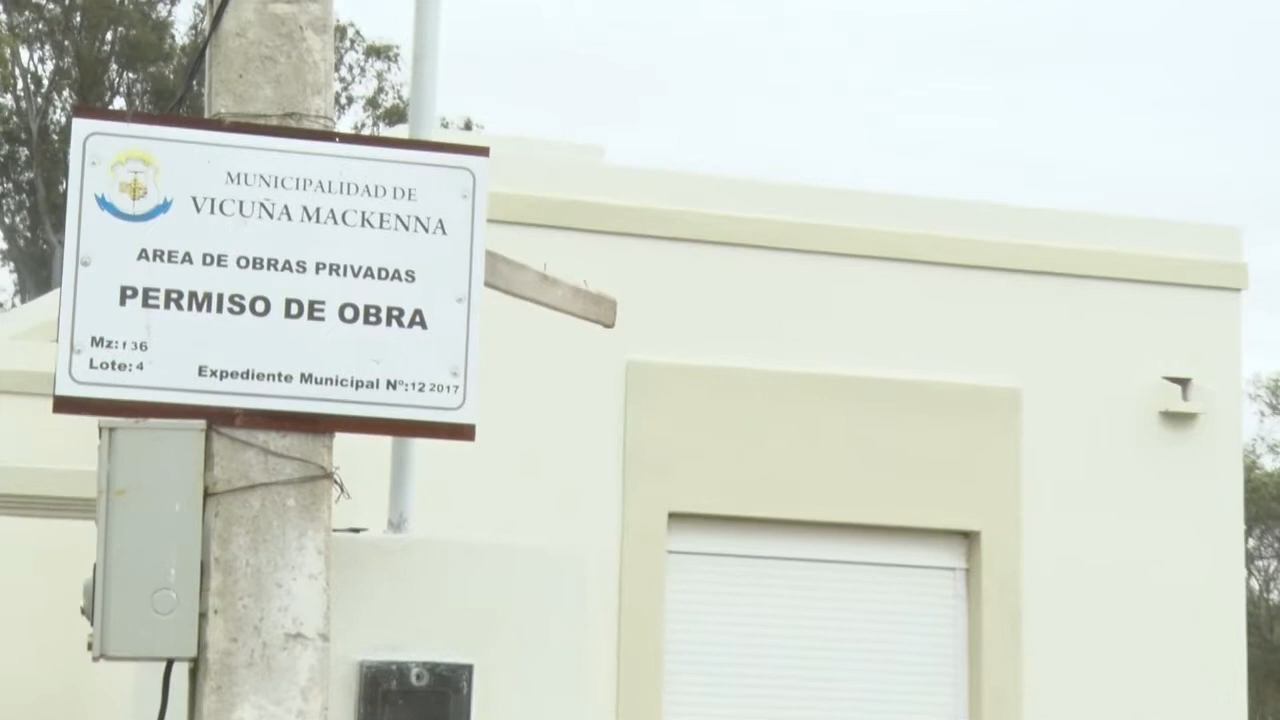 MUNICIPALIDAD DE
VICUÑA MACKENNA
AREA DE OBRAS PRIVADAS
PERMISO DE OBRA
Mz: f 36
Lote: 4
Expediente Municipal Nº: 12 2017